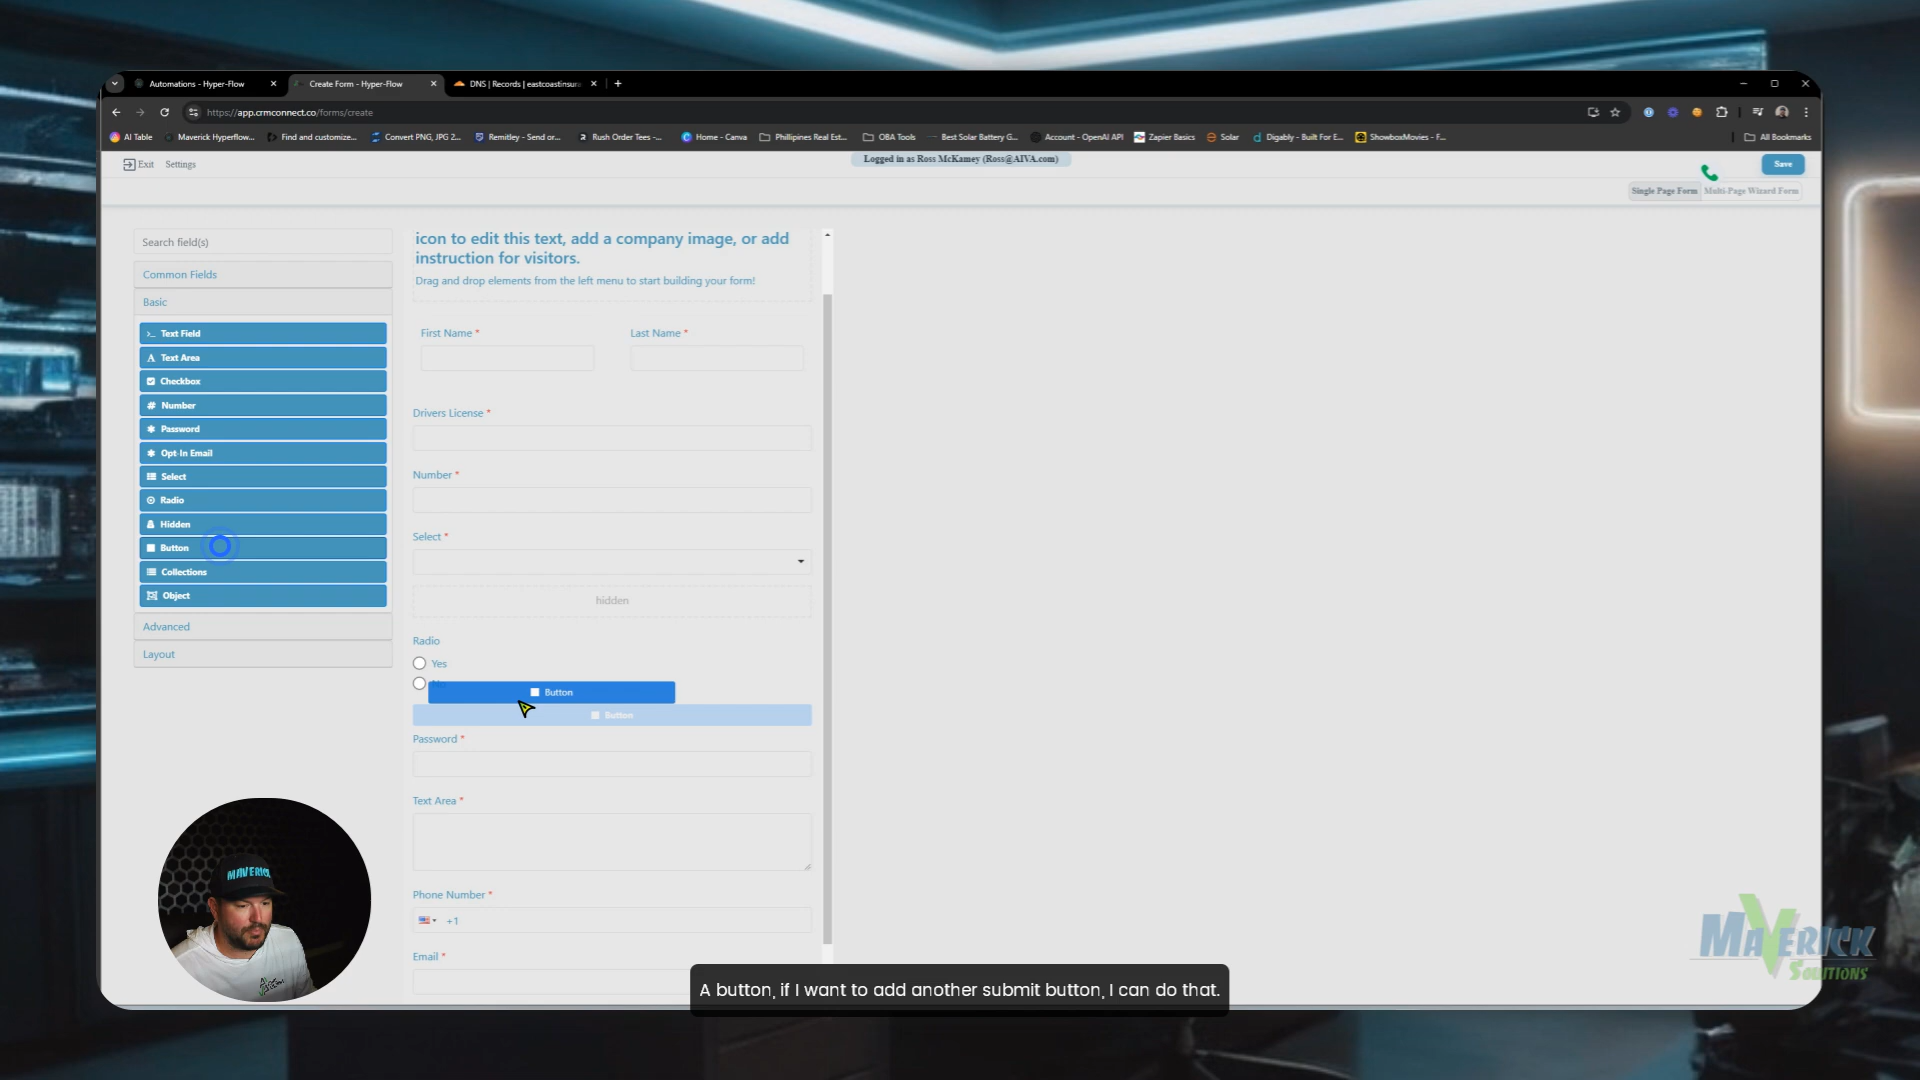 Automations - Hyper-Flow
Create Form - Hyper-Flow
DNS | Records | eastcoastinsura
https://app.crmconnect.co/forms/create
AI Table
Maverick Hyperflow...
Find and customize...
Convert PNG, JPG 2...
Remitley - Send or...
Rush Order Tees -...
Home - Canva
Phillipines Real Est...
OBA Tools
Best Solar Battery G...
Account - OpenAI API
Zapier Basics
Solar
Digably - Built For E...
ShowboxMovies - F...
All Bookmarks
Exit
Settings
Logged in as Ross McKamey (Ross@AIVA.com)
Save
Single Page Form
Multi-Page Wizard Form
Search field(s)
Common Fields
Basic
Text Field
Text Area
Checkbox
Number
Password
Opt-In Email
Select
Radio
Hidden
Button
Collections
Object
Advanced
Layout
icon to edit this text, add a company image, or add
instruction for visitors.
Drag and drop elements from the left menu to start building your form!
First Name *
Last Name *
Drivers License *
Number *
Select *
hidden
Radio
Yes
Button
Button
Password *
Text Area *
Phone Number *
+1
Email *
MAVERICK
MAVERICK
SOLUTIONS
A button, if I want to add another submit button, I can do that.